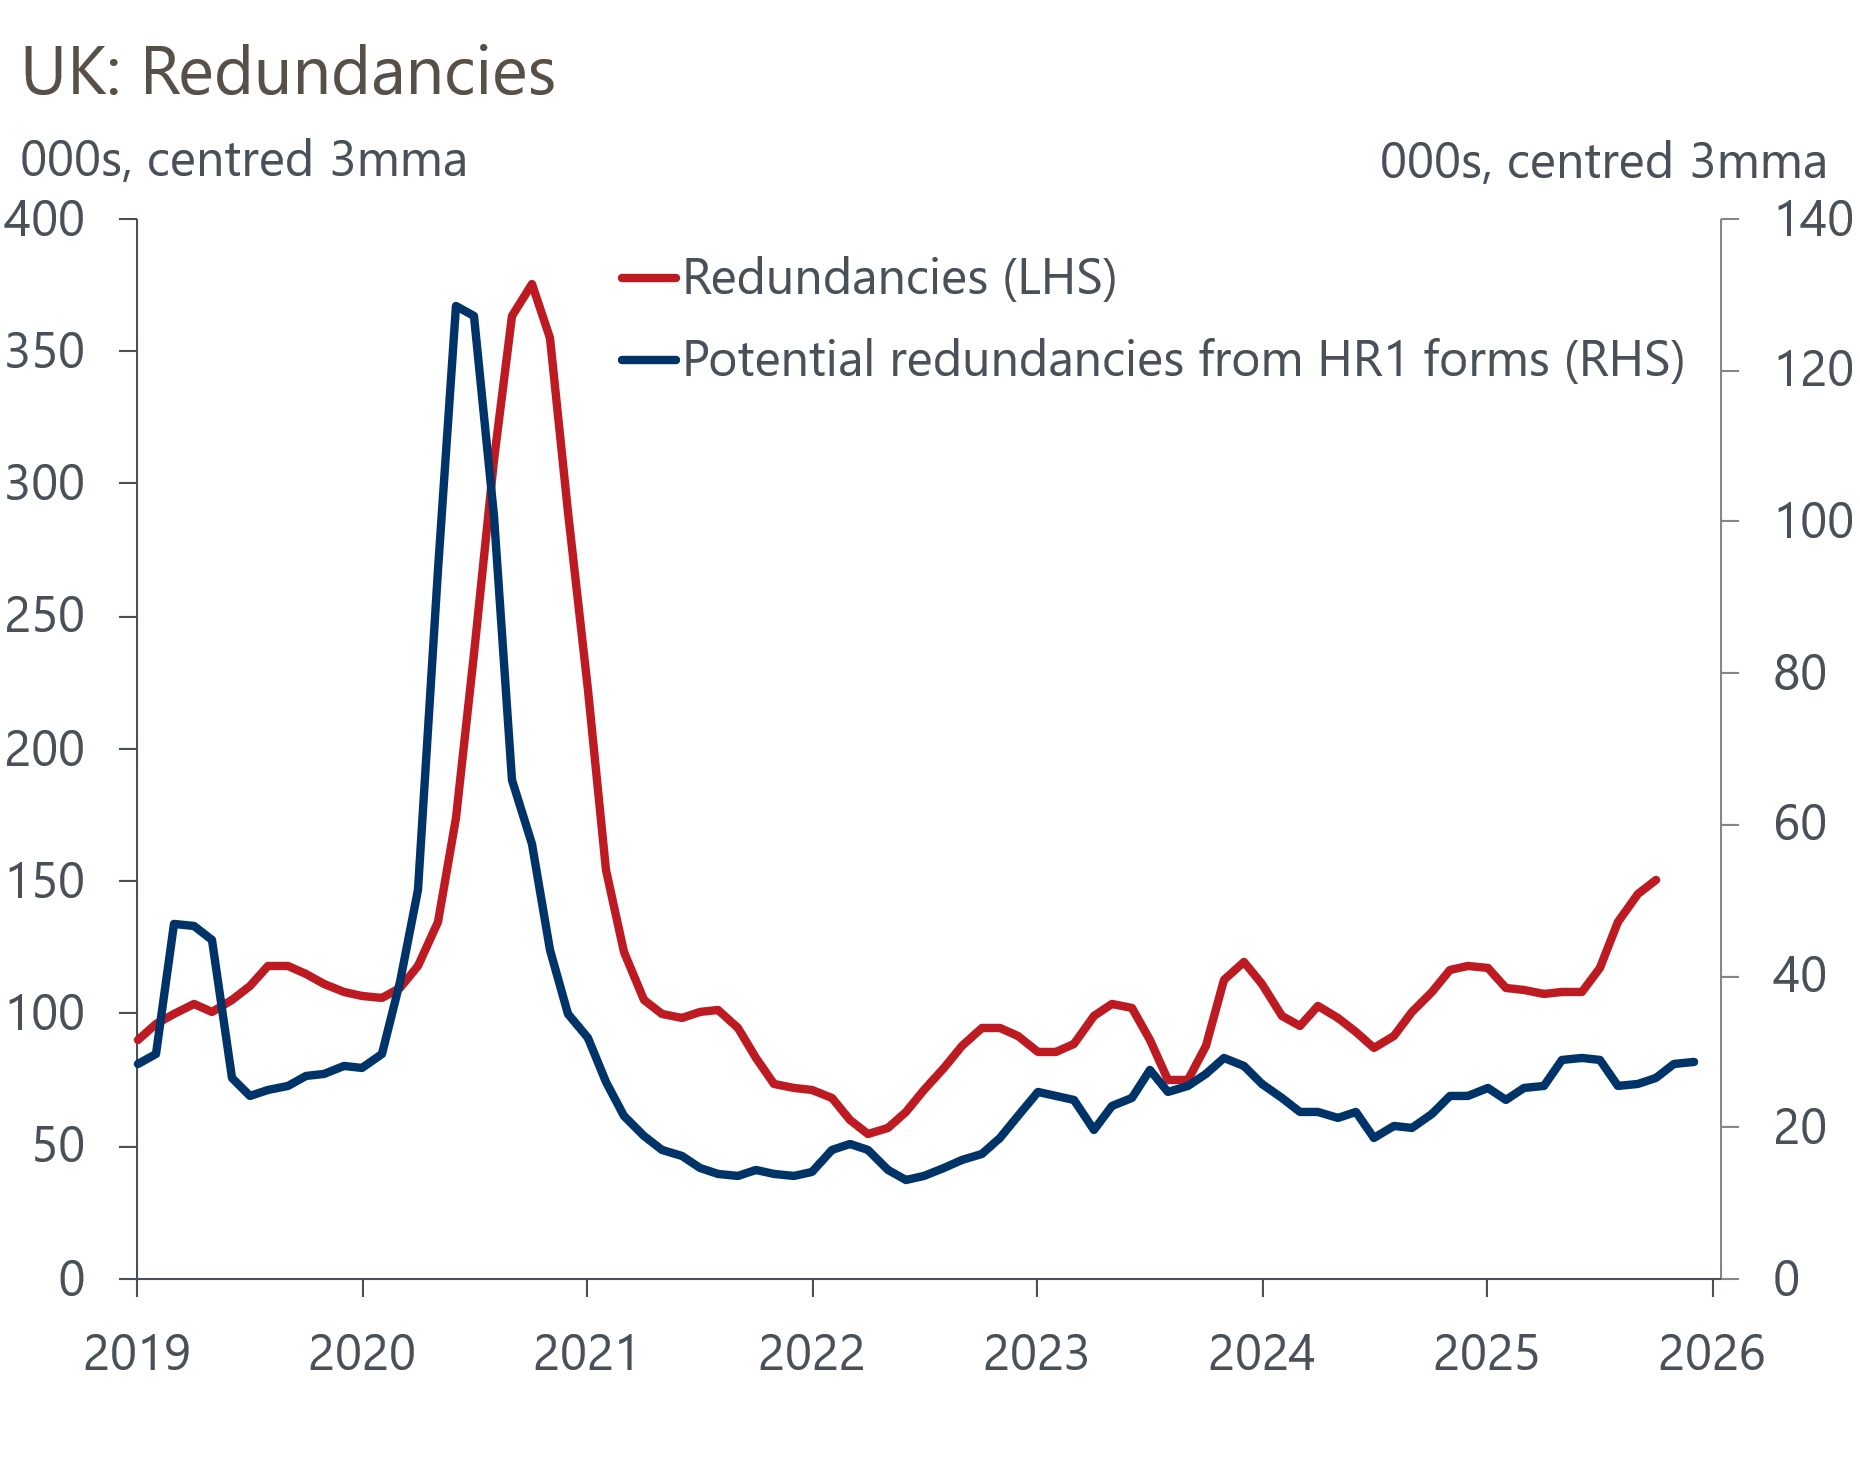 UK: Redundancies
000s, centred 3mma
000s, centred 3mma
400
350
300
250
200
150
100
50
0
140
120
100
80
60
40
20
0
Redundancies (LHS)
Potential redundancies from HR1 forms (RHS)
2019 2020 2021 2022 2023 2024 2025 2026